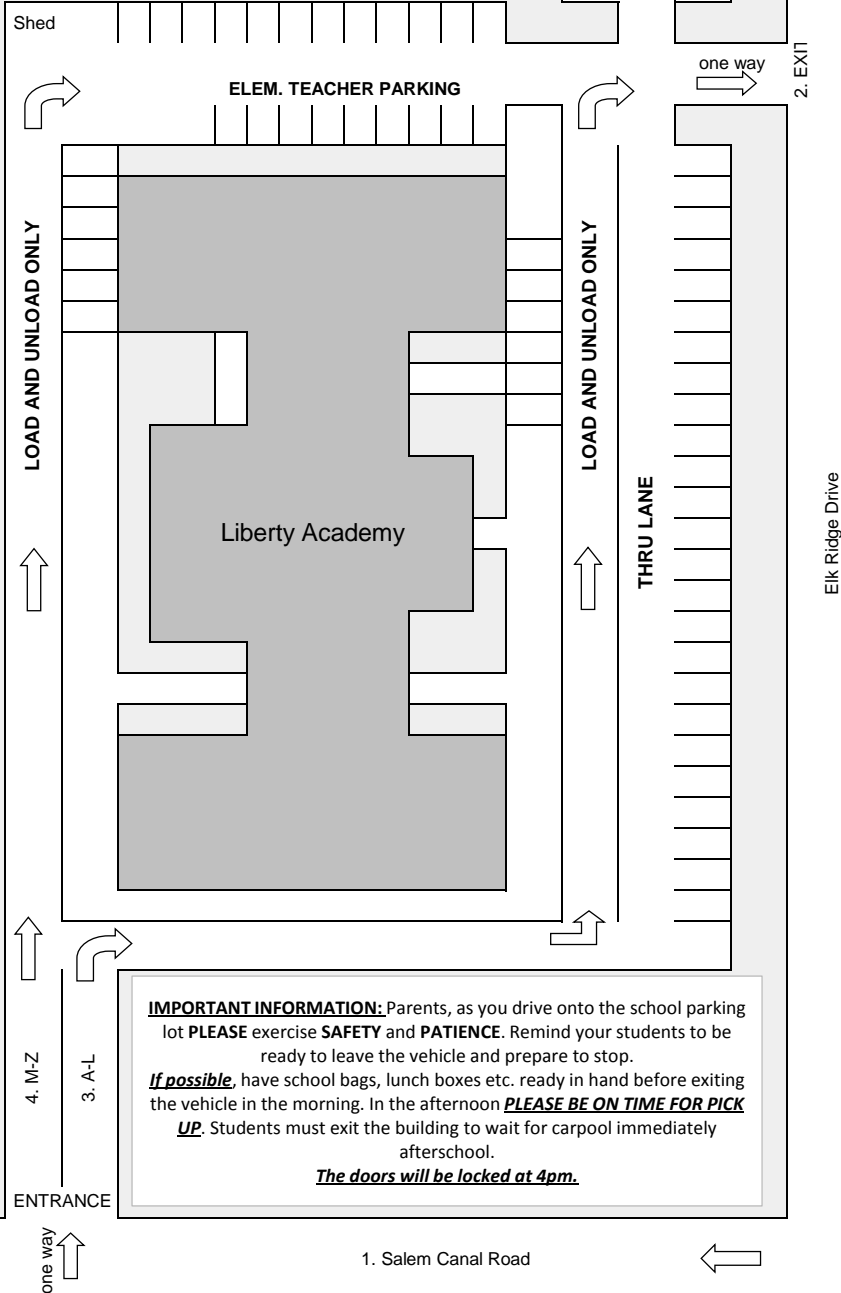 Shed
one way
2. EXIT
ELEM. TEACHER PARKING
LOAD AND UNLOAD ONLY
LOAD AND UNLOAD ONLY
THRU LANE
Elk Ridge Drive
Liberty Academy
4. M-Z
3. A-L
IMPORTANT INFORMATION: Parents, as you drive onto the school parking
lot PLEASE exercise SAFETY and PATIENCE. Remind your students to be
ready to leave the vehicle and prepare to stop.
If possible, have school bags, lunch boxes etc. ready in hand before exiting
the vehicle in the morning. In the afternoon PLEASE BE ON TIME FOR PICK
UP. Students must exit the building to wait for carpool immediately
afterschool.
The doors will be locked at 4pm.
ENTRANCE
one way
1. Salem Canal Road